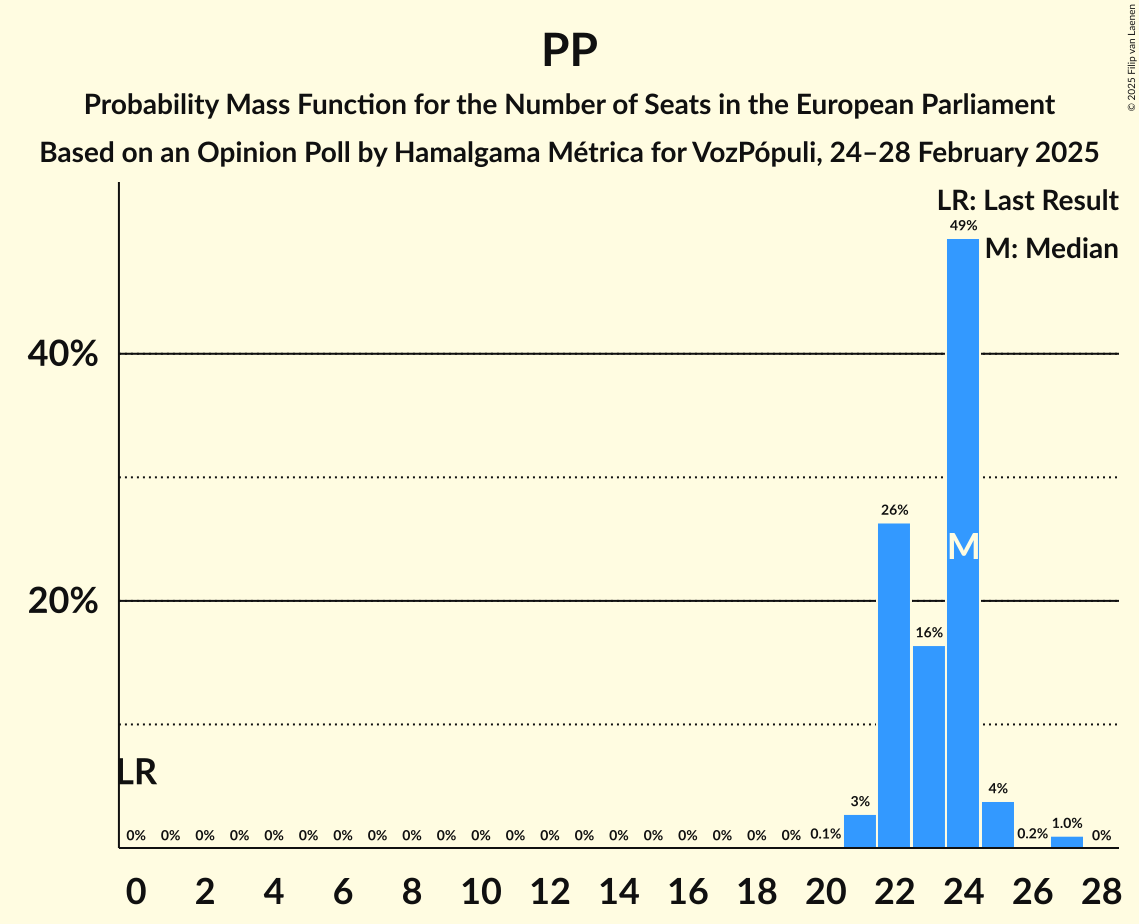 PP
Probability Mass Function for the Number of Seats in the European Parliament
Based on an Opinion Poll by Hamalgama Métrica for VozPópuli, 24–28 February 2025
© 2025 Filip van Laenen
LR: Last Result
M: Median
49%
40%
26%
M
20%
16%
LR
0% 0% 0% 0% 0% 0% 0% 0% 0% 0% 0% 0% 0% 0% 0% 0% 0% 0% 0% 0% 0.1% 3% 4% 0.2% 1.0% 0%
0 2 4 6 8 10 12 14 16 18 20 22 24 26 28